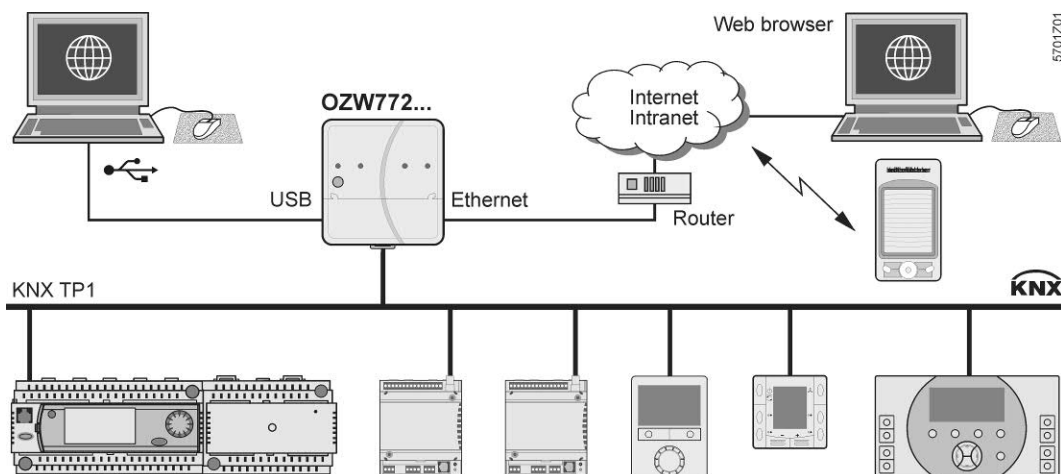 Web browser
5701Z01
OZW772...
Internet
Intranet
USB
Ethernet
Router
KNX TP1
KNX